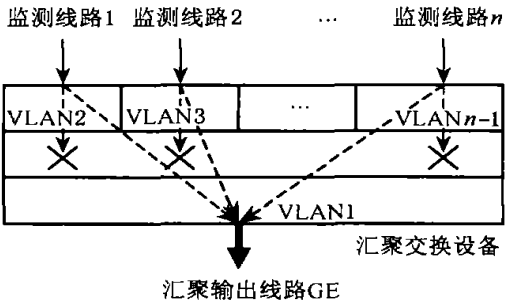 监测线路1 监测线路2 … 监测线路n
VLAN2 VLAN3 … VLANn-1
VLAN1
汇聚交换设备
汇聚输出线路GE